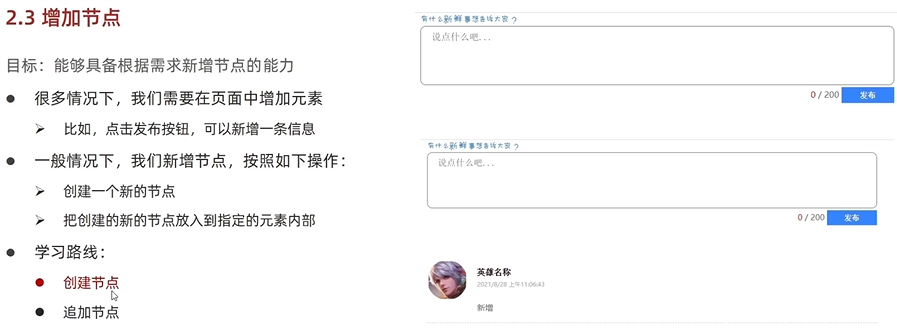 2.3 增加节点
目标：能够具备根据需求新增节点的能力
很多情况下，我们需要在页面中增加元素
比如，点击发布按钮，可以新增一条信息
一般情况下，我们新增节点，按照如下操作：
创建一个新的节点
把创建的新的节点放入到指定的元素内部
学习路线：
创建节点
追加节点
有什么新鲜事想告诉大家？
说点什么吧...
0 / 200 发布
有什么新鲜事想告诉大家？
说点什么吧...
0 / 200 发布
英雄名称
2021/8/28 上午11:06:43
新增